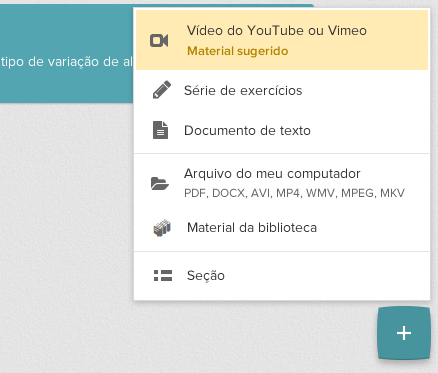 Vídeo do YouTube ou Vimeo
Material sugerido
tipo de variação de al
Série de exercícios
Documento de texto
Arquivo do meu computador
PDF, DOCX, AVI, MP4, WMV, MPEG, MKV
Material da biblioteca
Seção
+